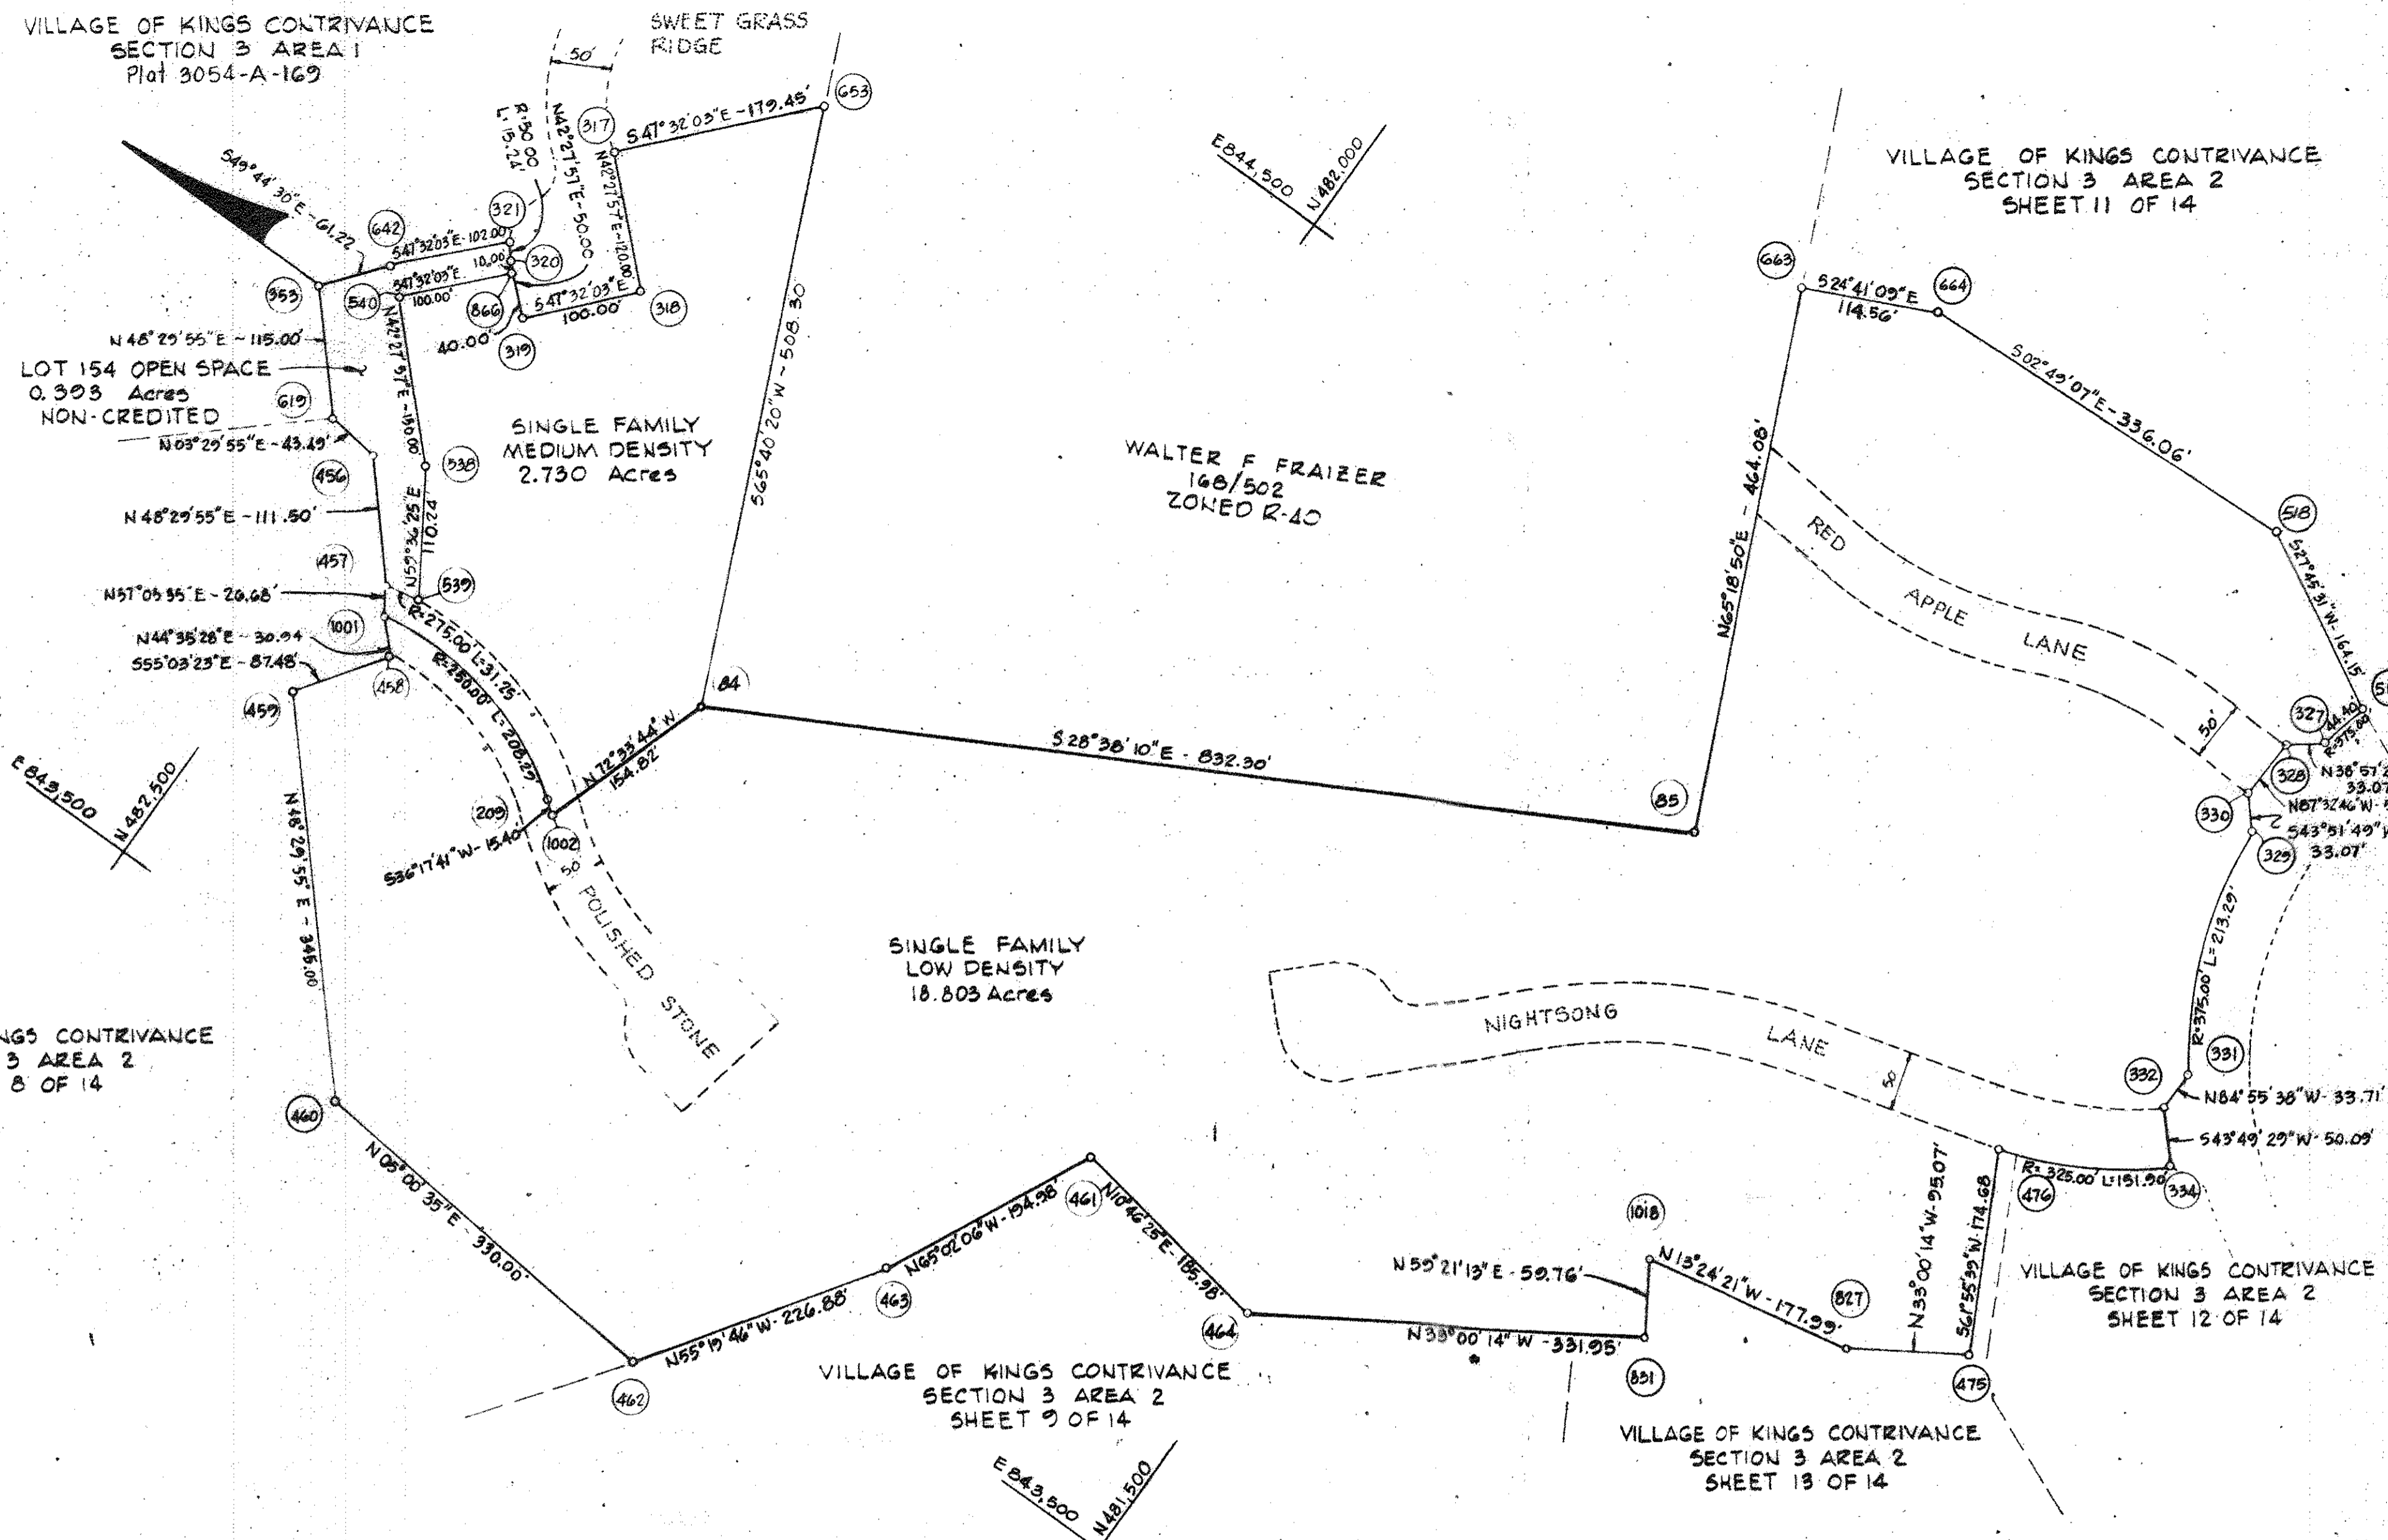 VILLAGE OF KINGS CONTRIVANCE
SECTION 3 AREA 1
Plat 3054-A-169
SWEET GRASS
RIDGE
50'
653
317
S47°32'03"E - 179.45'
R=50.00
L=15.24'
N42°27'57"E - 50.00
N42°27'57"E - 120.00'
S49°44'30"E - 61.22
642
321
S47°32'03"E - 102.00'
10.00'
320
353
540
S47°32'03"E
100.00'
866
S47°32'03"E
100.00'
318
40.00'
319
N48°29'55"E - 115.00'
LOT 154 OPEN SPACE
0.393 Acres
NON-CREDITED
619
N03°29'55"E - 43.49'
456
N42°27'57"E - 150.00
538
SINGLE FAMILY
MEDIUM DENSITY
2.730 Acres
S65°40'20"W - 508.30
N48°29'55"E - 111.50'
N59°36'25"E
110.24
457
539
N57°03'35"E - 26.68'
1001
N44°35'28"E - 30.94
S55°03'23"E - 87.48'
458
459
R=275.00' L=31.25'
R=250.00' L=208.29'
84
N72°33'44"W
154.82'
209
1002
S36°17'41"W - 15.40'
50
POLISHED STONE
E 843,500
N 482,500
N48°29'55"E - 345.00
E 844,500
N 482,000
WALTER F FRAIZER
168/502
ZONED R-40
S28°38'10"E - 832.30'
85
VILLAGE OF KINGS CONTRIVANCE
SECTION 3 AREA 2
SHEET 11 OF 14
663
S24°41'09"E
114.56'
664
S02°49'07"E - 336.06'
518
N65°18'50"E - 464.08'
RED APPLE LANE
S27°45'31"W - 164.15'
50'
327
44.40'
R=375.00'
328
33.07
330
S43°51'49"W
33.07'
329
R=375.00' L=213.29'
331
332
N84°55'38"W - 33.71'
S43°49'29"W - 50.09'
334
R=325.00' L=151.90'
476
SINGLE FAMILY
LOW DENSITY
18.803 Acres
NIGHTSONG LANE
50
NGS CONTRIVANCE
3 AREA 2
8 OF 14
460
N05°00'35"E - 330.00'
462
N55°19'46"W - 226.88'
463
N65°02'06"W - 194.98'
461
N10°46'25"E - 185.98'
464
N33°00'14"W - 331.95'
831
N59°21'13"E - 59.76'
1018
N13°24'21"W - 177.99'
827
N33°00'14"W - 95.07'
S61°55'39"W - 174.68
475
VILLAGE OF KINGS CONTRIVANCE
SECTION 3 AREA 2
SHEET 12 OF 14
VILLAGE OF KINGS CONTRIVANCE
SECTION 3 AREA 2
SHEET 9 OF 14
VILLAGE OF KINGS CONTRIVANCE
SECTION 3 AREA 2
SHEET 13 OF 14
E 843,500
N 481,500